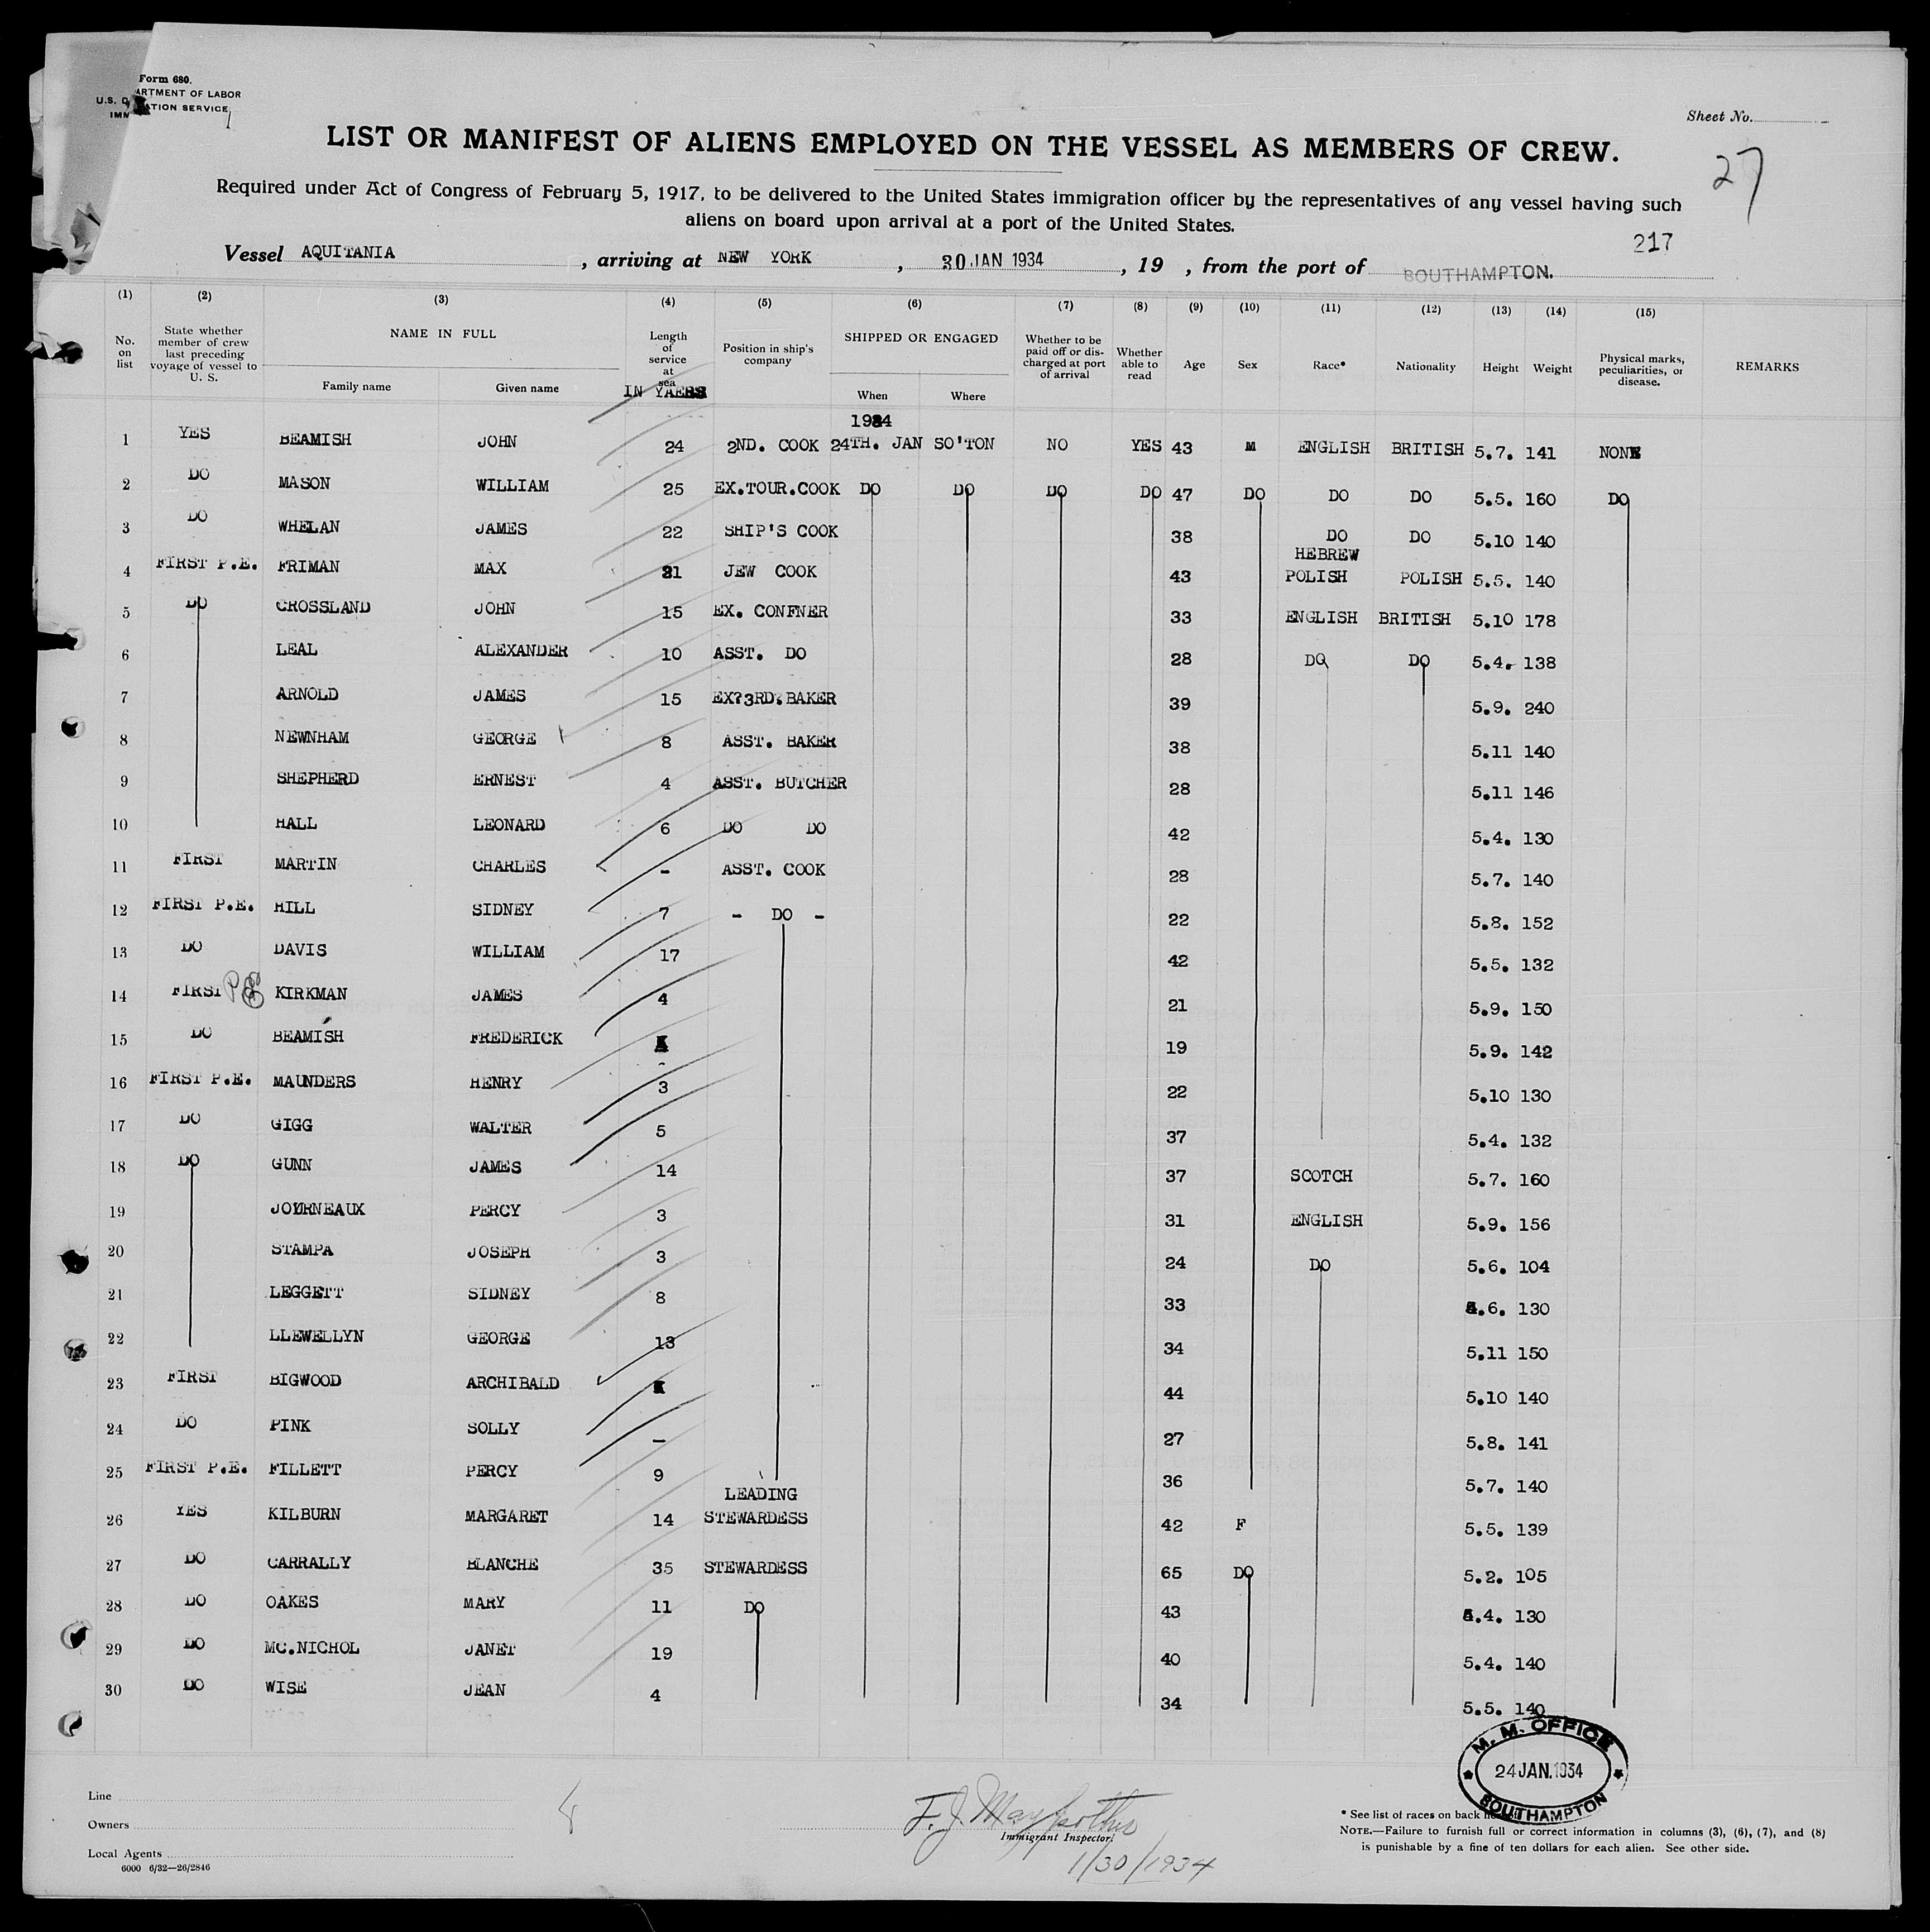 Form 680.
U.S. D ARTMENT OF LABOR
IMM ATION SERVICE
Sheet No.
LIST OR MANIFEST OF ALIENS EMPLOYED ON THE VESSEL AS MEMBERS OF CREW.
27
Required under Act of Congress of February 5, 1917, to be delivered to the United States immigration officer by the representatives of any vessel having such
aliens on board upon arrival at a port of the United States.
217
Vessel AQUITANIA, arriving at NEW YORK, 30 JAN 1934, 19 , from the port of SOUTHAMPTON.
(1) (2) (3) (4) (5) (6) (7) (8) (9) (10) (11) (12) (13) (14) (15)
No. on list State whether member of crew last preceding voyage of vessel to U. S. NAME IN FULL Family name Given name Length of service at sea IN YAERS Position in ship's company SHIPPED OR ENGAGED When Where Whether to be paid off or discharged at port of arrival Whether able to read Age Sex Race* Nationality Height Weight Physical marks, peculiarities, or disease. REMARKS
1934
1 YES BEAMISH JOHN 24 2ND. COOK 24TH. JAN SO'TON NO YES 43 M ENGLISH BRITISH 5.7. 141 NONE
2 DO MASON WILLIAM 25 EX.TOUR.COOK DO DO DO DO 47 DO DO DO 5.5. 160 DO
3 DO WHELAN JAMES 22 SHIP'S COOK 38 DO DO 5.10 140
HEBREW
4 FIRST P.E. FRIMAN MAX 21 JEW COOK 43 POLISH POLISH 5.5. 140
5 DO CROSSLAND JOHN 15 EX. CONFNER 33 ENGLISH BRITISH 5.10 178
6 LEAL ALEXANDER 10 ASST. DO 28 DO DO 5.4. 138
7 ARNOLD JAMES 15 EX?3RD.BAKER 39 5.9. 240
8 NEWNHAM GEORGE 8 ASST. BAKER 38 5.11 140
9 SHEPHERD ERNEST 4 ASST. BUTCHER 28 5.11 146
10 HALL LEONARD 6 DO DO 42 5.4. 130
11 FIRST MARTIN CHARLES - ASST. COOK 28 5.7. 140
12 FIRST P.E. HILL SIDNEY 7 - DO - 22 5.8. 152
13 DO DAVIS WILLIAM 17 42 5.5. 132
14 FIRST PE KIRKMAN JAMES 4 21 5.9. 150
15 DO BEAMISH FREDERICK 19 5.9. 142
16 FIRST P.E. MAUNDERS HENRY 3 22 5.10 130
17 DO GIGG WALTER 5 37 5.4. 132
18 DO GUNN JAMES 14 37 SCOTCH 5.7. 160
19 JOURNEAUX PERCY 3 31 ENGLISH 5.9. 156
20 STAMPA JOSEPH 3 24 DO 5.6. 104
21 LEGGETT SIDNEY 8 33 5.6. 130
22 LLEWELLYN GEORGE 13 34 5.11 150
23 FIRST BIGWOOD ARCHIBALD 44 5.10 140
24 DO PINK SOLLY - 27 5.8. 141
25 FIRST P.E. FILLETT PERCY 9 36 5.7. 140
LEADING
26 YES KILBURN MARGARET 14 STEWARDESS 42 F 5.5. 139
27 DO CARRALLY BLANCHE 35 STEWARDESS 65 DO 5.2. 105
28 DO OAKES MARY 11 DO 43 5.4. 130
29 DO MC.NICHOL JANET 19 40 5.4. 140
30 DO WISE JEAN 4 34 5.5. 140
M. M. OFFICE
24 JAN. 1934
SOUTHAMPTON
Line
Owners
Local Agents
6000 6/32—26/2846
F. J.
Immigrant Inspector
1/30/1934
* See list of races on back
NOTE.—Failure to furnish full or correct information in columns (3), (6), (7), and (8)
is punishable by a fine of ten dollars for each alien. See other side.